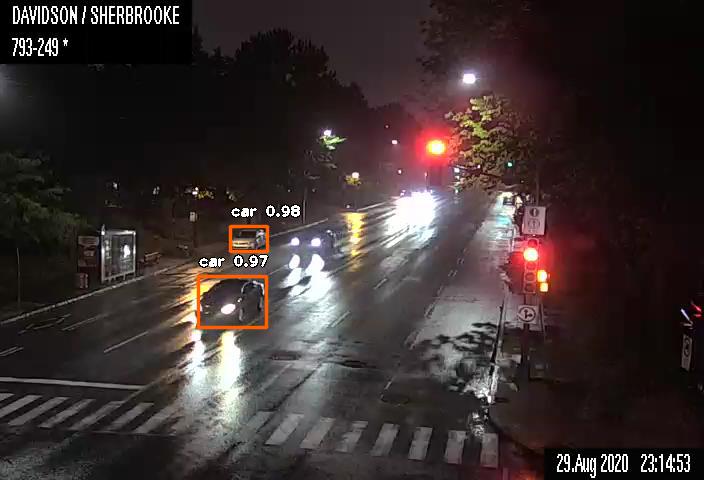 DAVIDSON / SHERBROOKE
793-249 *
car 0.98
car 0.97
29.Aug 2020 23:14:53